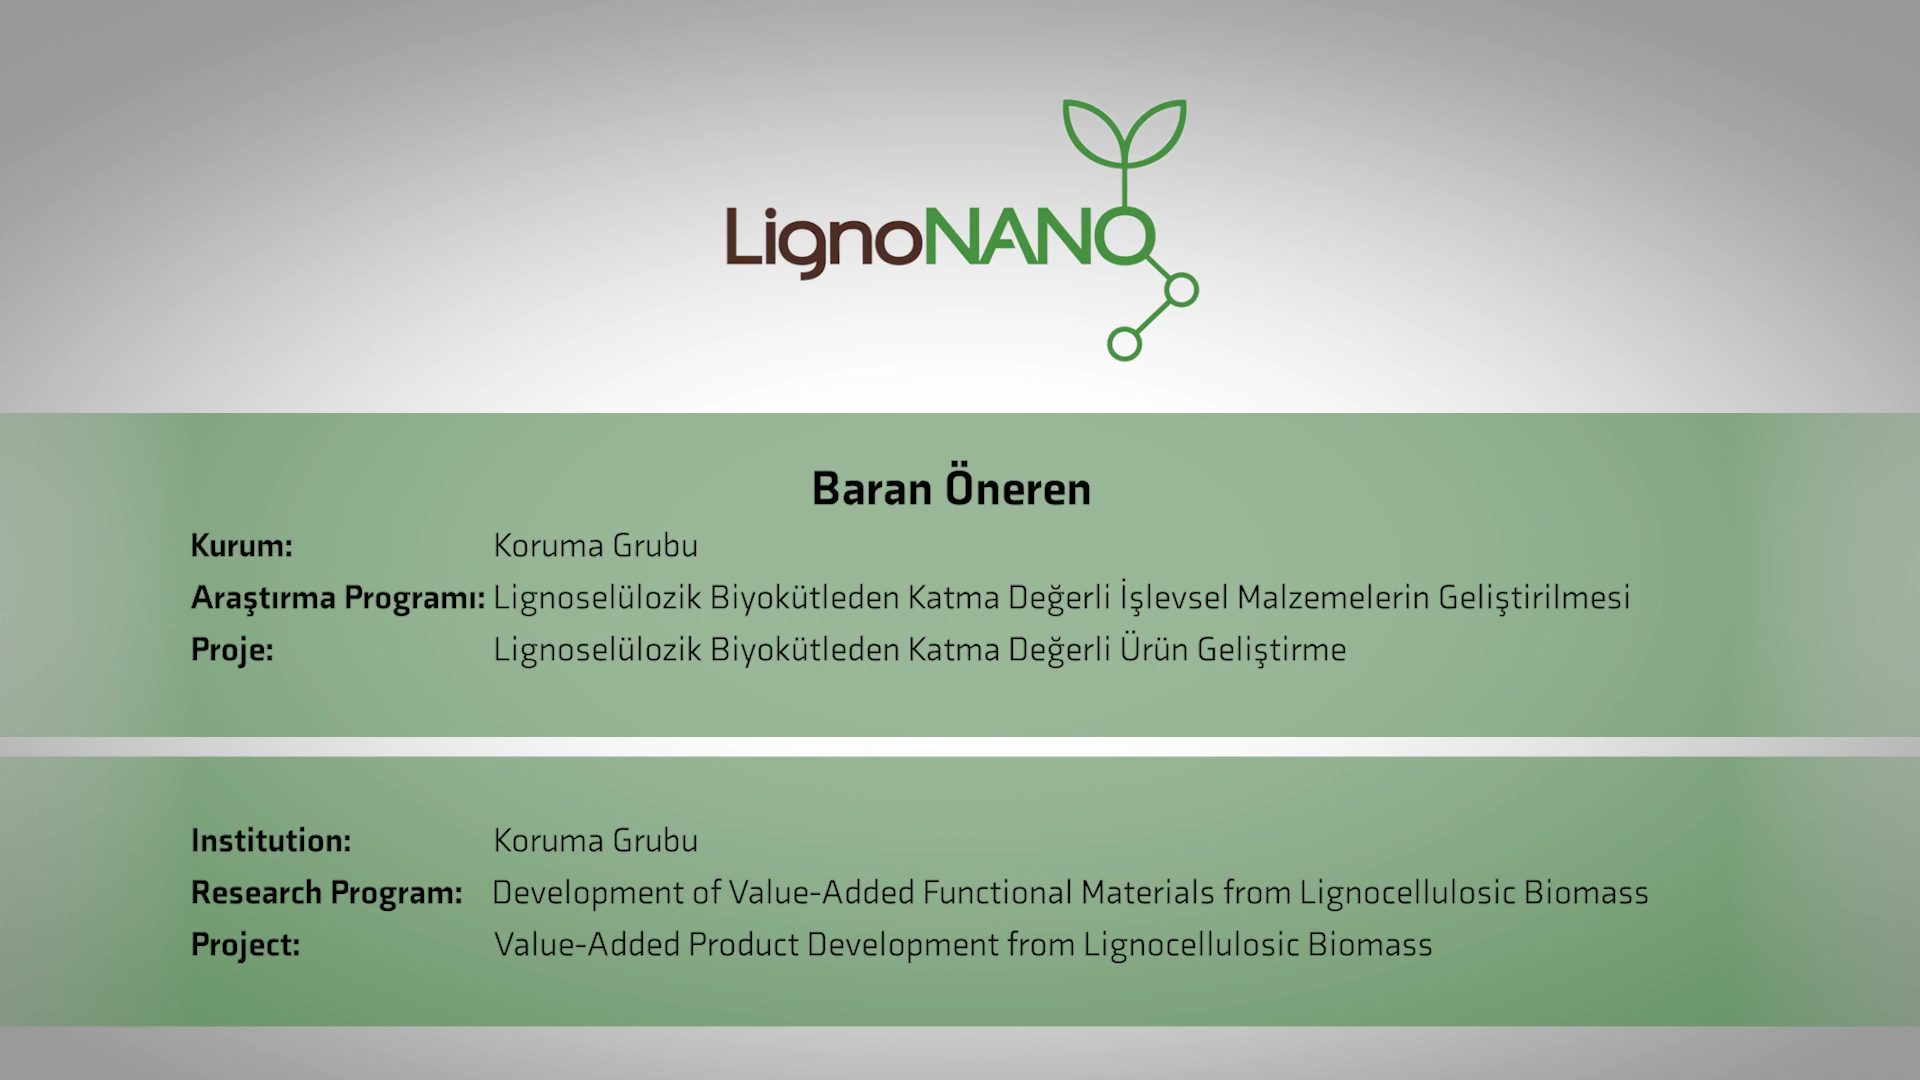 LignoNANO
Baran Öneren
Kurum: Koruma Grubu
Araştırma Programı: Lignoselülozik Biyokütleden Katma Değerli İşlevsel Malzemelerin Geliştirilmesi
Proje: Lignoselülozik Biyokütleden Katma Değerli Ürün Geliştirme
Institution: Koruma Grubu
Research Program: Development of Value-Added Functional Materials from Lignocellulosic Biomass
Project: Value-Added Product Development from Lignocellulosic Biomass